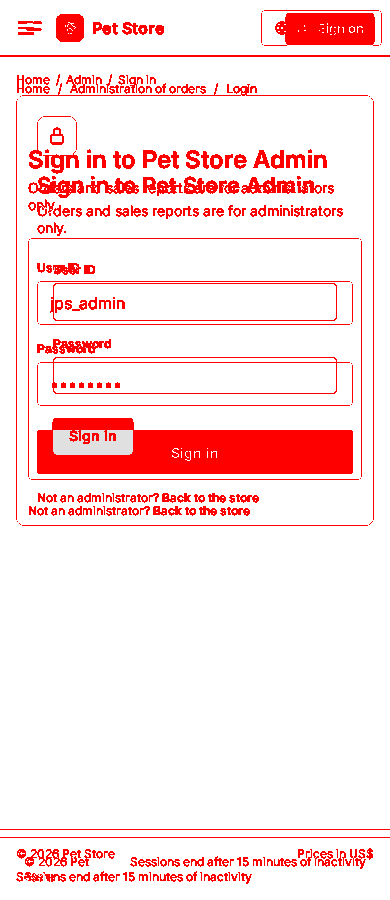 Pet Store
Sign on
Home / Admin / Sign in
Home / Administration of orders / Login
Sign in to Pet Store Admin
Sign in to Pet Store Admin
Orders and sales reports are for administrators
only.
Orders and sales reports are for administrators
only.
User ID
User ID
jps_admin
Password
Password
••••••••
Sign in
Sign in
Not an administrator? Back to the store
Not an administrator? Back to the store
© 2026 Pet Store Prices in US$
© 2026 Pet Sessions end after 15 minutes of inactivity
Store
Sessions end after 15 minutes of inactivity